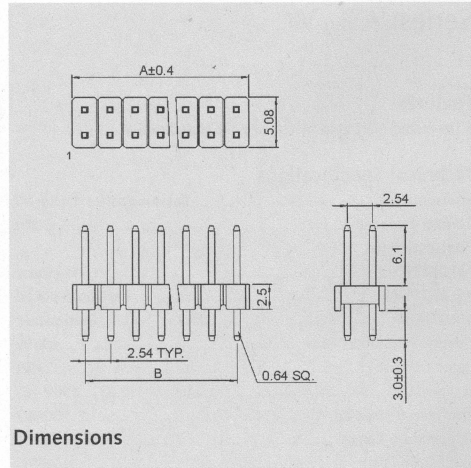 A±0.4
5.08
1
2.54
6.1
2.5
2.54 TYP.
B
0.64 SQ.
3.0±0.3
Dimensions